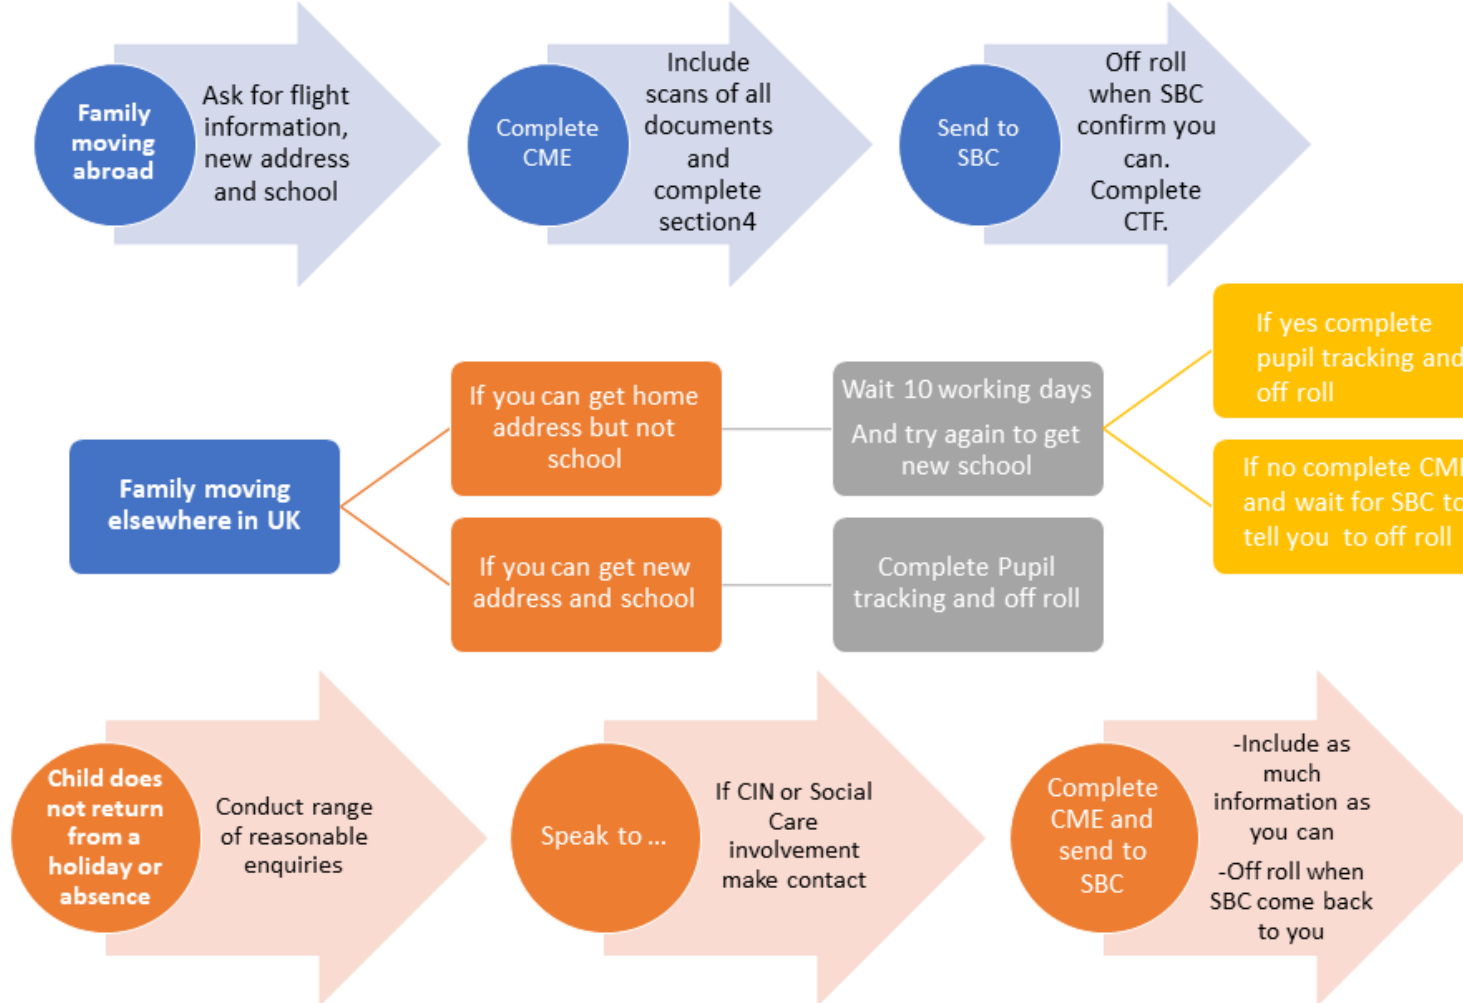 Family
moving
abroad
Ask for flight
information,
new address
and school
Complete
CME
Include
scans of all
documents
and
complete
section4
Send to
SBC
Off roll
when SBC
confirm you
can.
Complete
CTF.
Family moving
elsewhere in UK
If you can get home
address but not
school
Wait 10 working days
And try again to get
new school
If yes complete
pupil tracking and
off roll
If no complete CME
and wait for SBC to
tell you  to off roll
If you can get new
address and school
Complete Pupil
tracking and off roll
Child does
not return
from a
holiday or
absence
Conduct range
of reasonable
enquiries
Speak to ...
If CIN or Social
Care
involvement
make contact
Complete
CME and
send to
SBC
-Include as
much
information as
you can
-Off roll when
SBC come back
to you